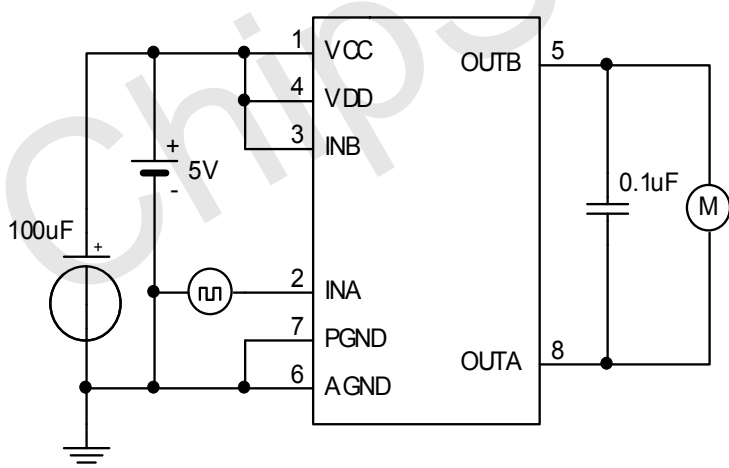 Chip
1 VCC
OUTB 5
4 VDD
3 INB
+
5V
-
0.1uF
M
100uF
+
2 INA
7 PGND
OUTA 8
6 AGND